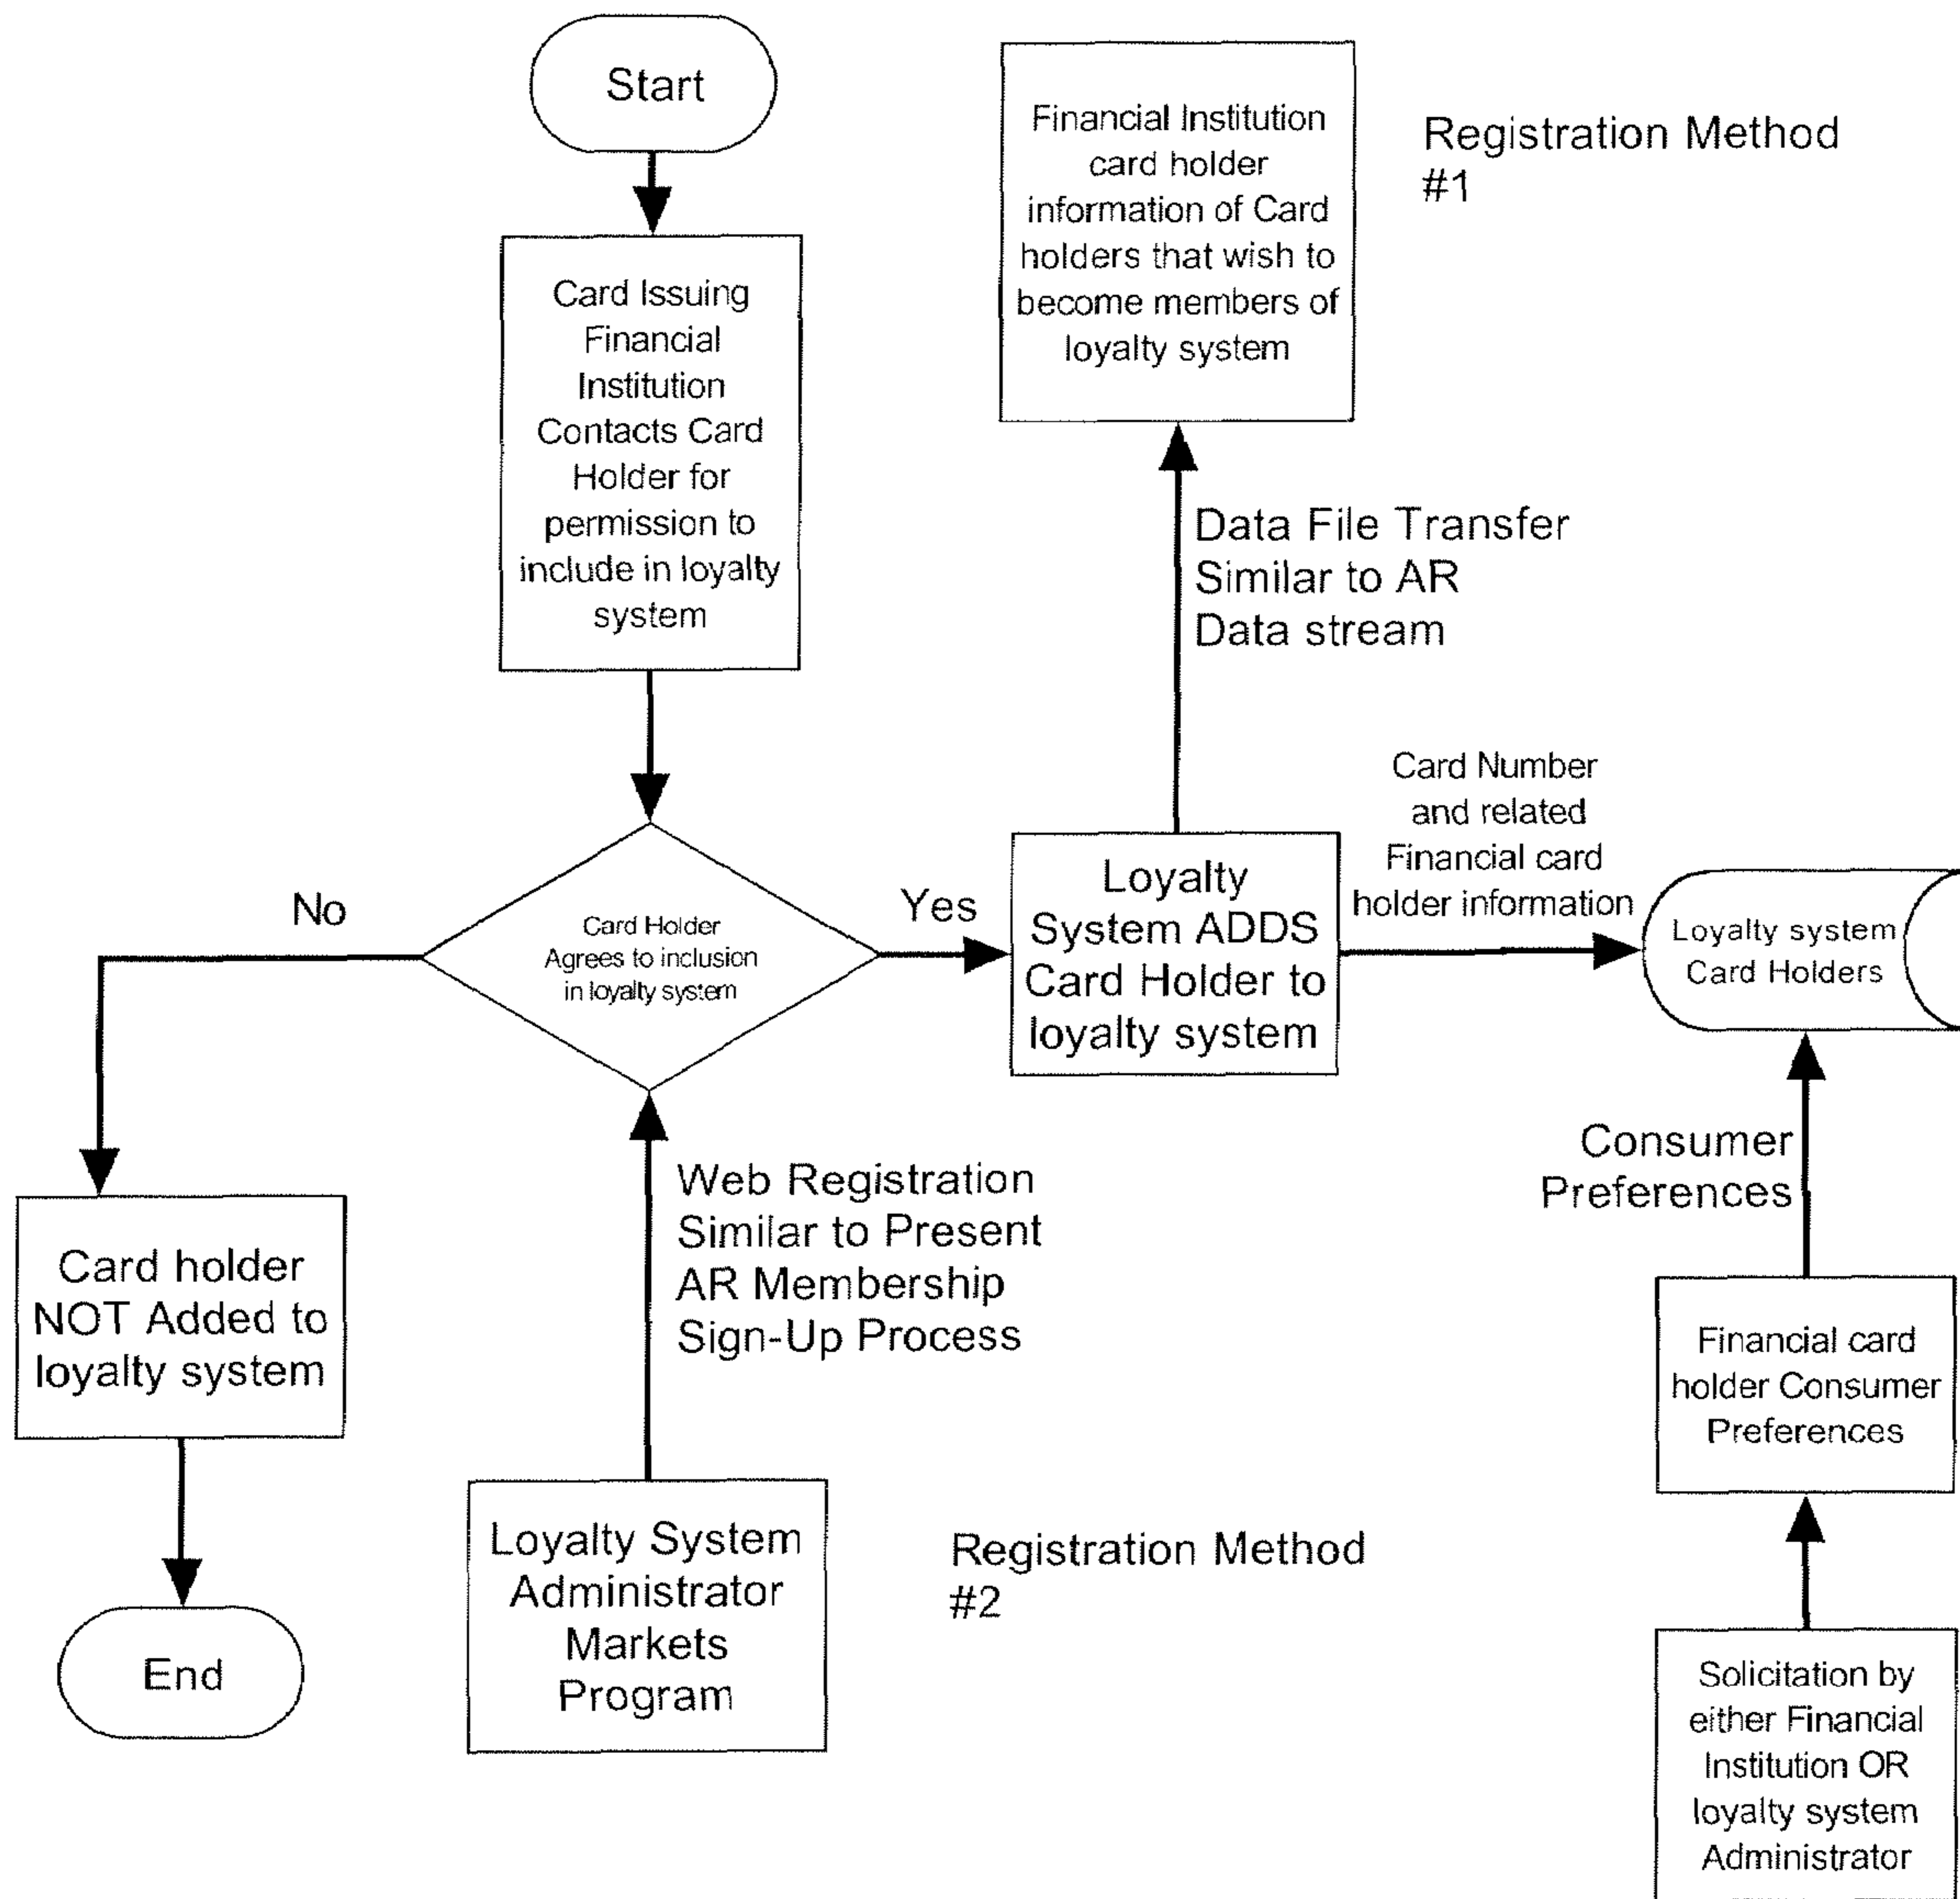 Start
Card Issuing
Financial
Institution
Contacts Card
Holder for
permission to
include in loyalty
system
Financial Institution
card holder
information of Card
holders that wish to
become members of
loyalty system
Registration Method
#1
Data File Transfer
Similar to AR
Data stream
No
Card Holder
Agrees to inclusion
in loyalty system
Yes
Loyalty
System ADDS
Card Holder to
loyalty system
Card Number
and related
Financial card
holder information
Loyalty system
Card Holders
Web Registration
Similar to Present
AR Membership
Sign-Up Process
Consumer
Preferences
Card holder
NOT Added to
loyalty system
Financial card
holder Consumer
Preferences
End
Loyalty System
Administrator
Markets
Program
Registration Method
#2
Solicitation by
either Financial
Institution OR
loyalty system
Administrator